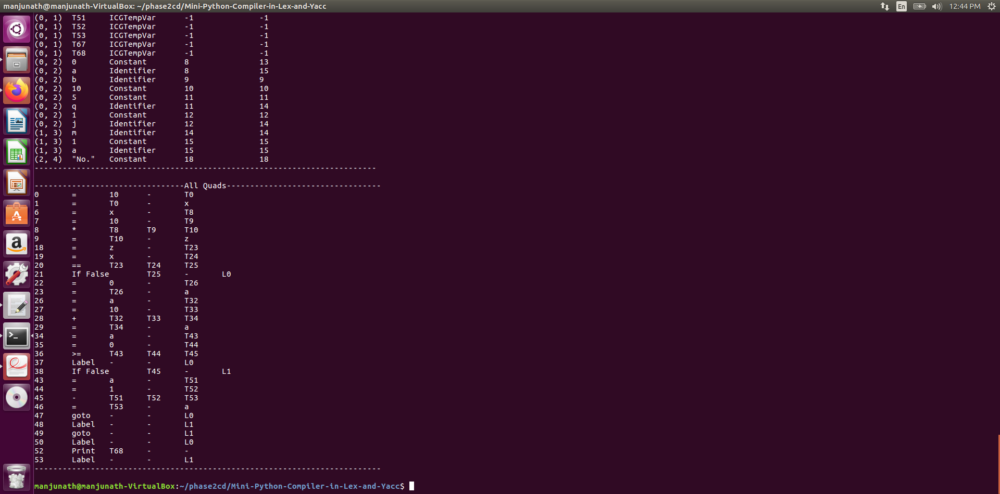 manjunath@manjunath-VirtualBox: ~/phase2cd/Mini-Python-Compiler-in-Lex-and-Yacc En 12:44 PM
(0, 1) T51 ICGTempVar -1 -1
(0, 1) T52 ICGTempVar -1 -1
(0, 1) T53 ICGTempVar -1 -1
(0, 1) T67 ICGTempVar -1 -1
(0, 1) T68 ICGTempVar -1 -1
(0, 2) 0 Constant 8 13
(0, 2) a Identifier 8 15
(0, 2) b Identifier 9 9
(0, 2) 10 Constant 10 10
(0, 2) 5 Constant 11 11
(0, 2) q Identifier 11 14
(0, 2) 1 Constant 12 12
(0, 2) j Identifier 12 14
(1, 3) m Identifier 14 14
(1, 3) 1 Constant 15 15
(1, 3) a Identifier 15 15
(2, 4) "No." Constant 18 18
-------------------------------------------------------------------------
--------------------------------All Quads---------------------------------
0 = 10 - T0
1 = T0 - x
6 = x - T8
7 = 10 - T9
8 * T8 T9 T10
9 = T10 - z
18 = z - T23
19 = x - T24
20 == T23 T24 T25
21 If False T25 - L0
22 = 0 - T26
23 = T26 - a
26 = a - T32
27 = 10 - T33
28 + T32 T33 T34
29 = T34 - a
34 = a - T43
35 = 0 - T44
36 >= T43 T44 T45
37 Label - - L0
38 If False T45 - L1
43 = a - T51
44 = 1 - T52
45 - T51 T52 T53
46 = T53 - a
47 goto - - L0
48 Label - - L1
49 goto - - L1
50 Label - - L0
52 Print T68 - -
53 Label - - L1
--------------------------------------------------------------------------
manjunath@manjunath-VirtualBox:~/phase2cd/Mini-Python-Compiler-in-Lex-and-Yacc$